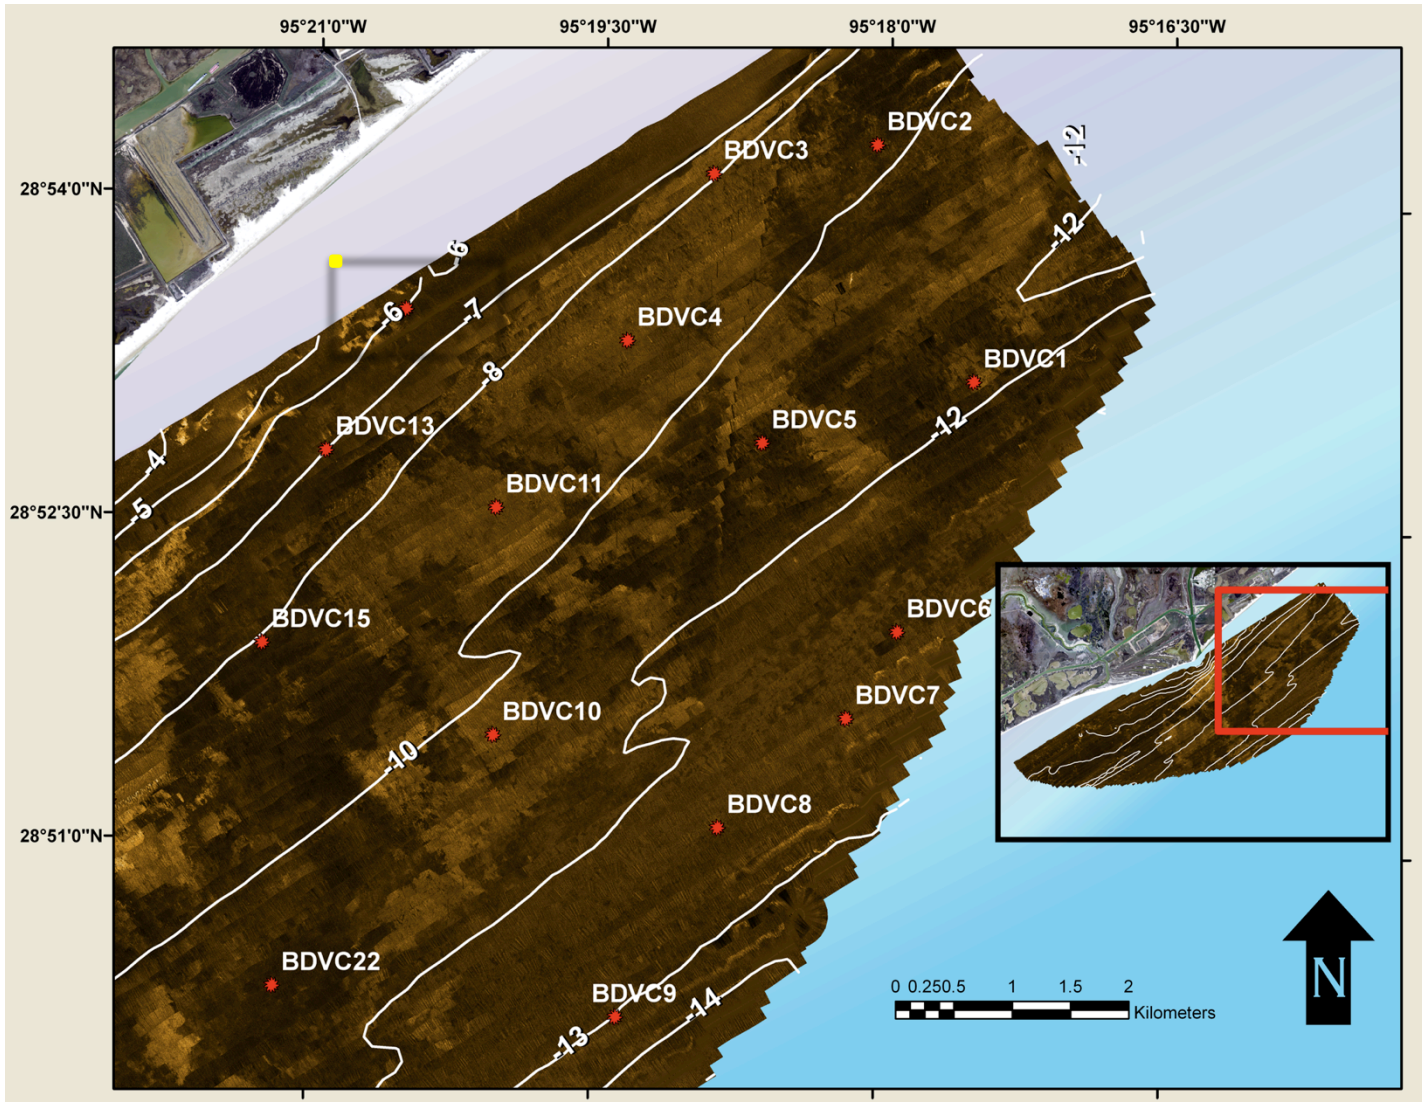 95°21'0"W 95°19'30"W 95°18'0"W 95°16'30"W
28°54'0"N
28°52'30"N
28°51'0"N
BDVC2
BDVC3
-12
-12
6
-6
-7
BDVC4
-8
BDVC1
-12
BDVC5
BDVC13
-4
BDVC11
-5
BDVC6
BDVC15
BDVC7
BDVC10
-10
BDVC8
BDVC22
BDVC9
-14
-13
0 0.25 0.5 1 1.5 2
Kilometers
N